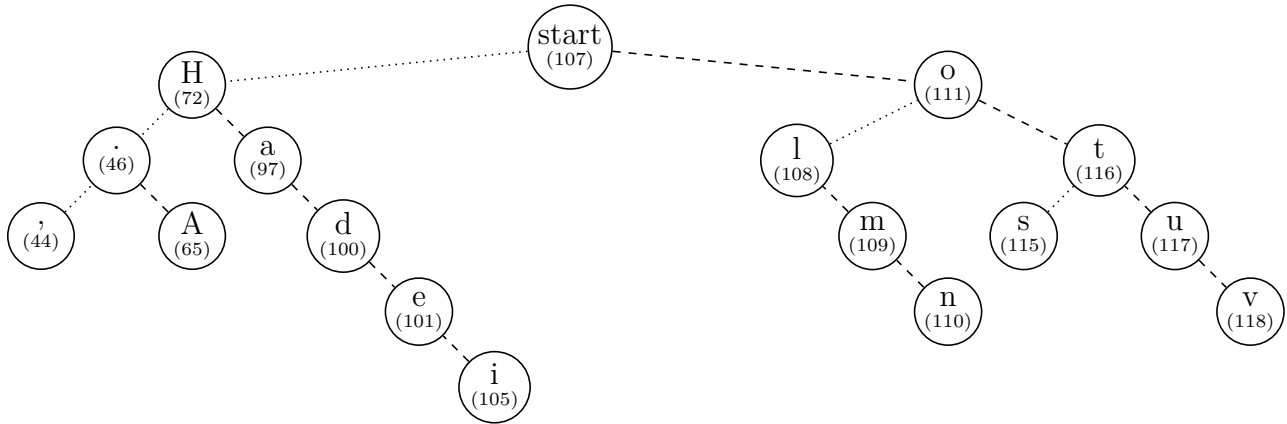 start
(107)
H
(72)
o
(111)
.
(46)
a
(97)
l
(108)
t
(116)
,
(44)
A
(65)
d
(100)
m
(109)
s
(115)
u
(117)
e
(101)
n
(110)
v
(118)
i
(105)